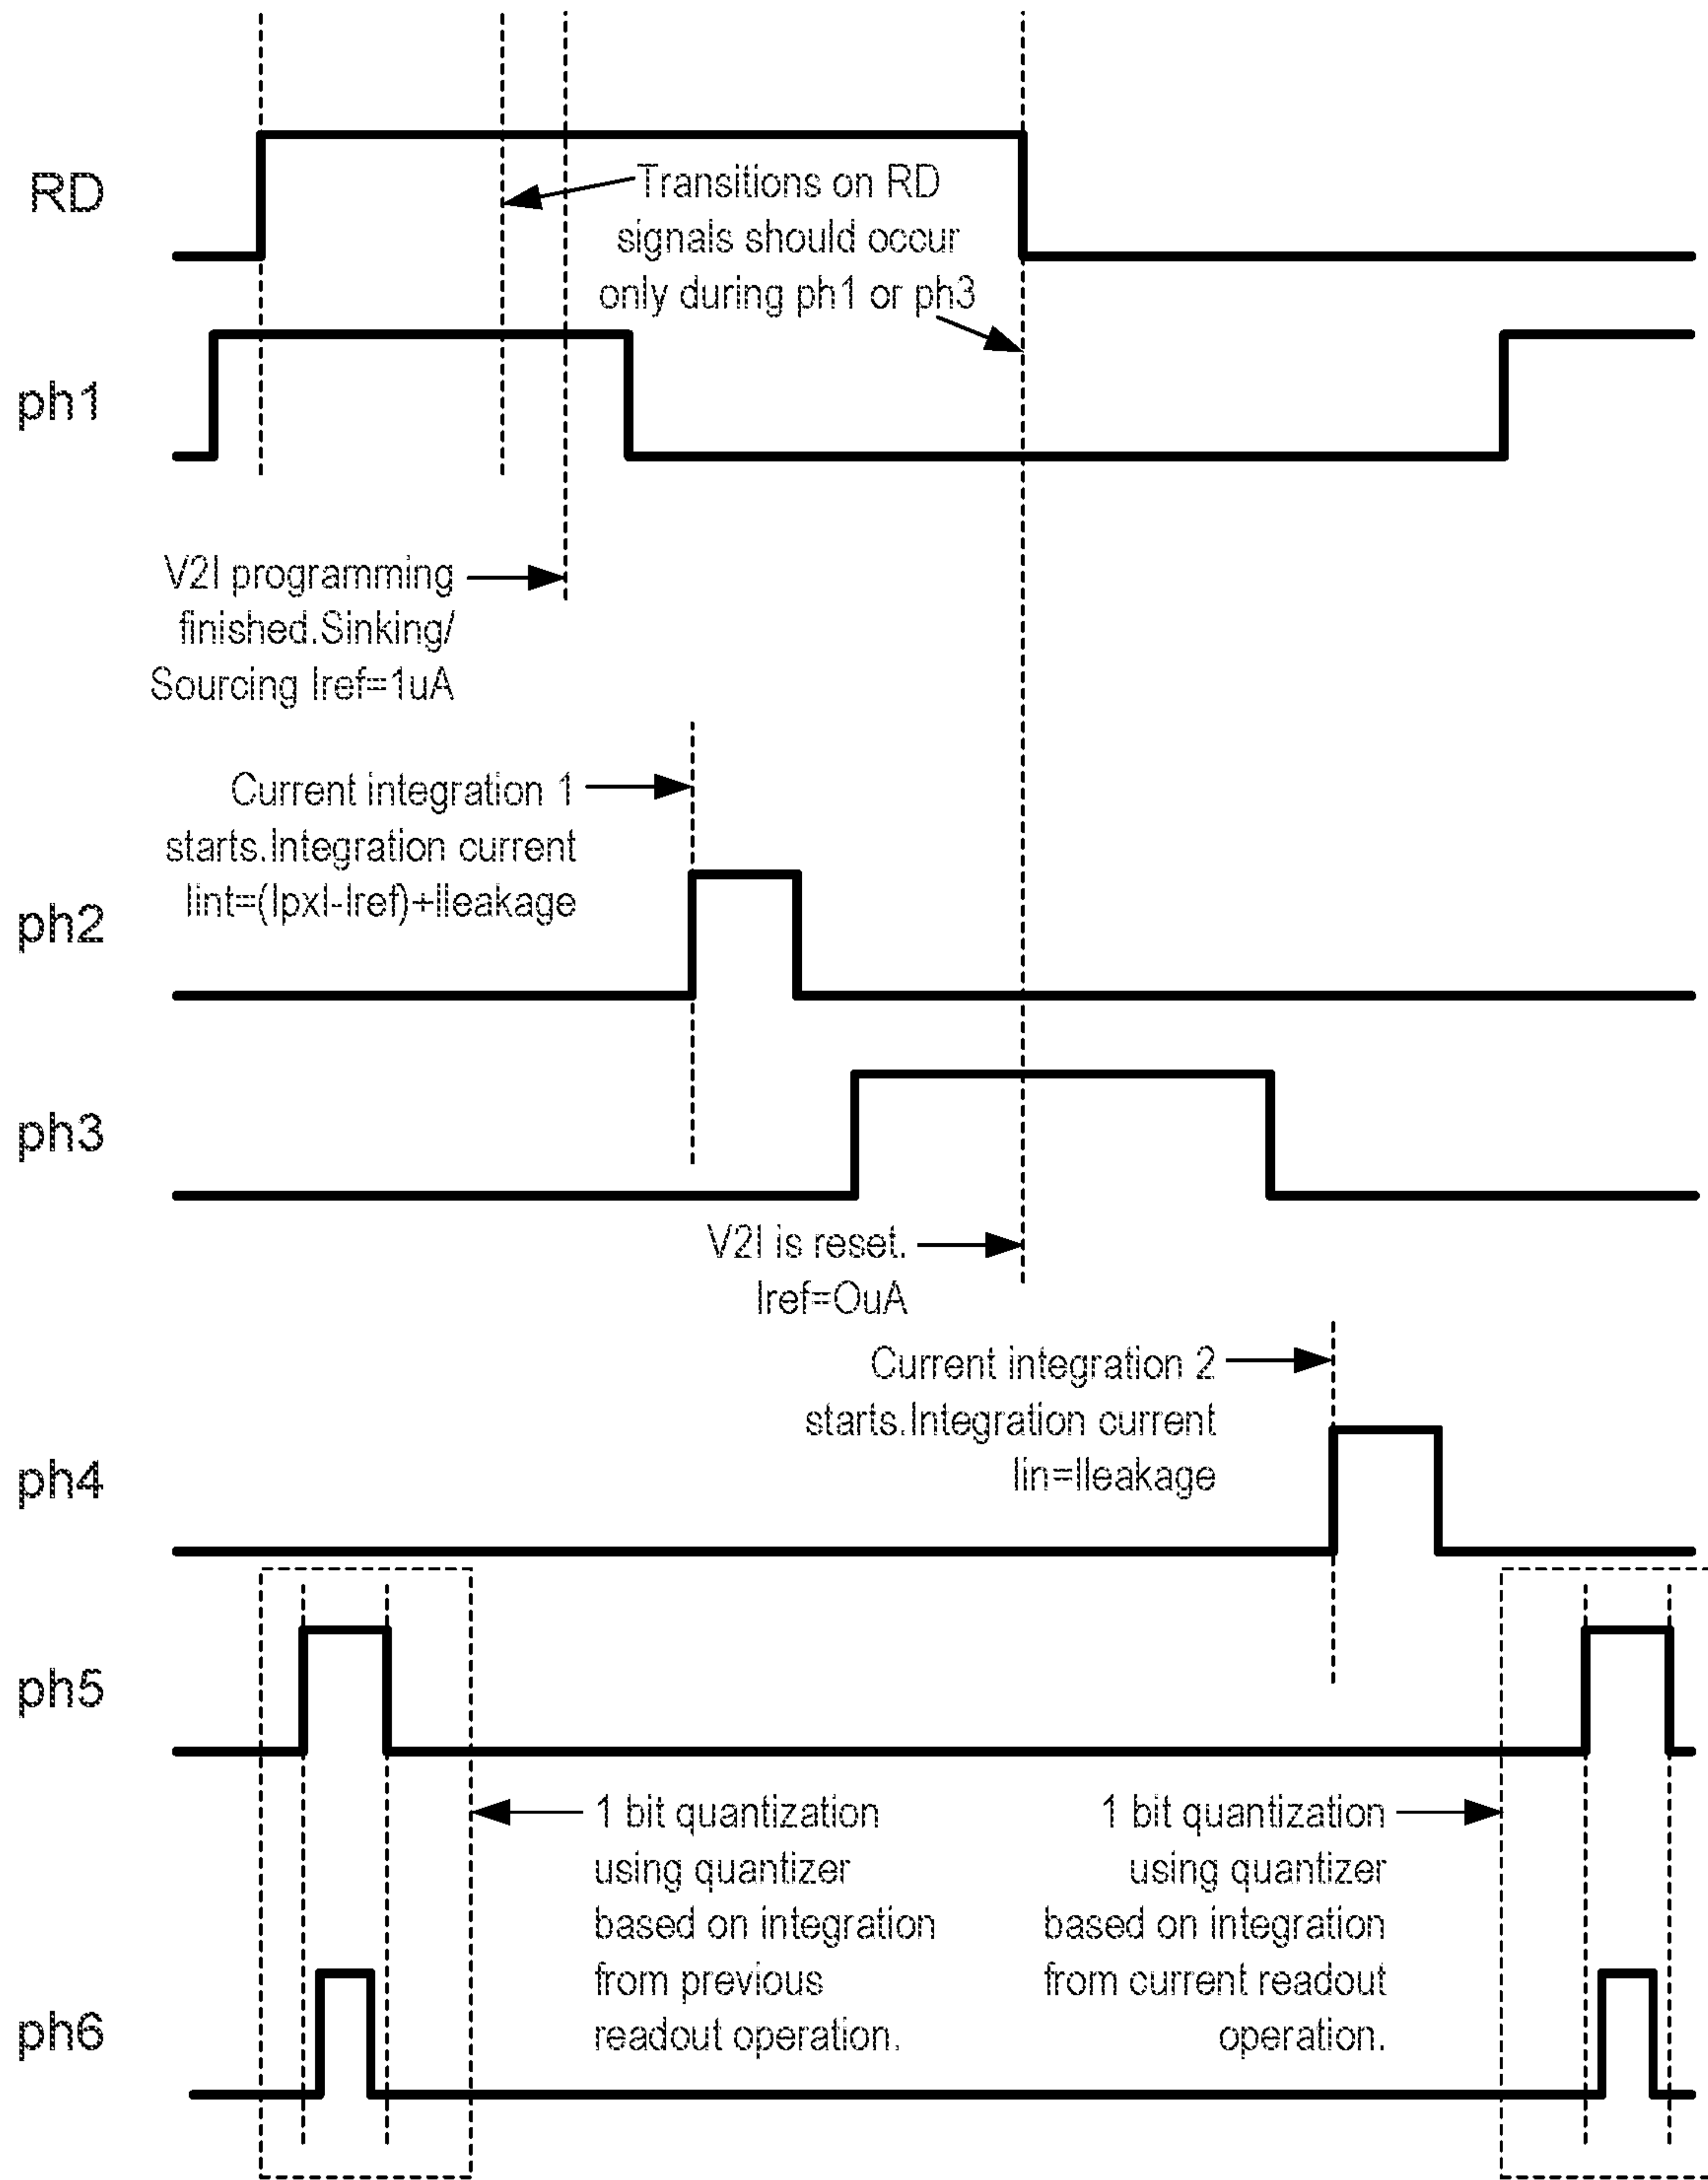 RD
Transitions on RD
signals should occur
only during ph1 or ph3
ph1
V2I programming
finished.Sinking/
Sourcing Iref=1uA
Current integration 1
starts.Integration current
Iint=(Ipxl-Iref)+Ileakage
ph2
ph3
V2I is reset.
Iref=OuA
Current integration 2
starts.Integration current
Iin=Ileakage
ph4
ph5
1 bit quantization
using quantizer
based on integration
from previous
readout operation.
1 bit quantization
using quantizer
based on integration
from current readout
operation.
ph6